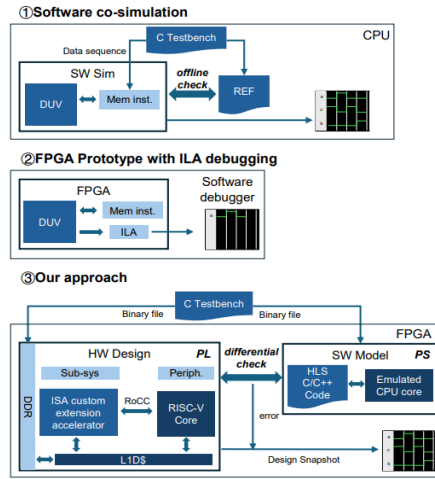 ①Software co-simulation
C Testbench
CPU
Data sequence
SW Sim
offline
check
DUV
Mem inst.
REF
②FPGA Prototype with ILA debugging
FPGA
Software
debugger
DUV
Mem inst.
ILA
③Our approach
C Testbench
Binary file
Binary file
FPGA
HW Design
PL
differential
check
SW Model
PS
DDR
Sub-sys
Periph.
ISA custom
extension
accelerator
RoCC
RISC-V
Core
HLS
C/C++
Code
Emulated
CPU core
error
L1D$
Design Snapshot